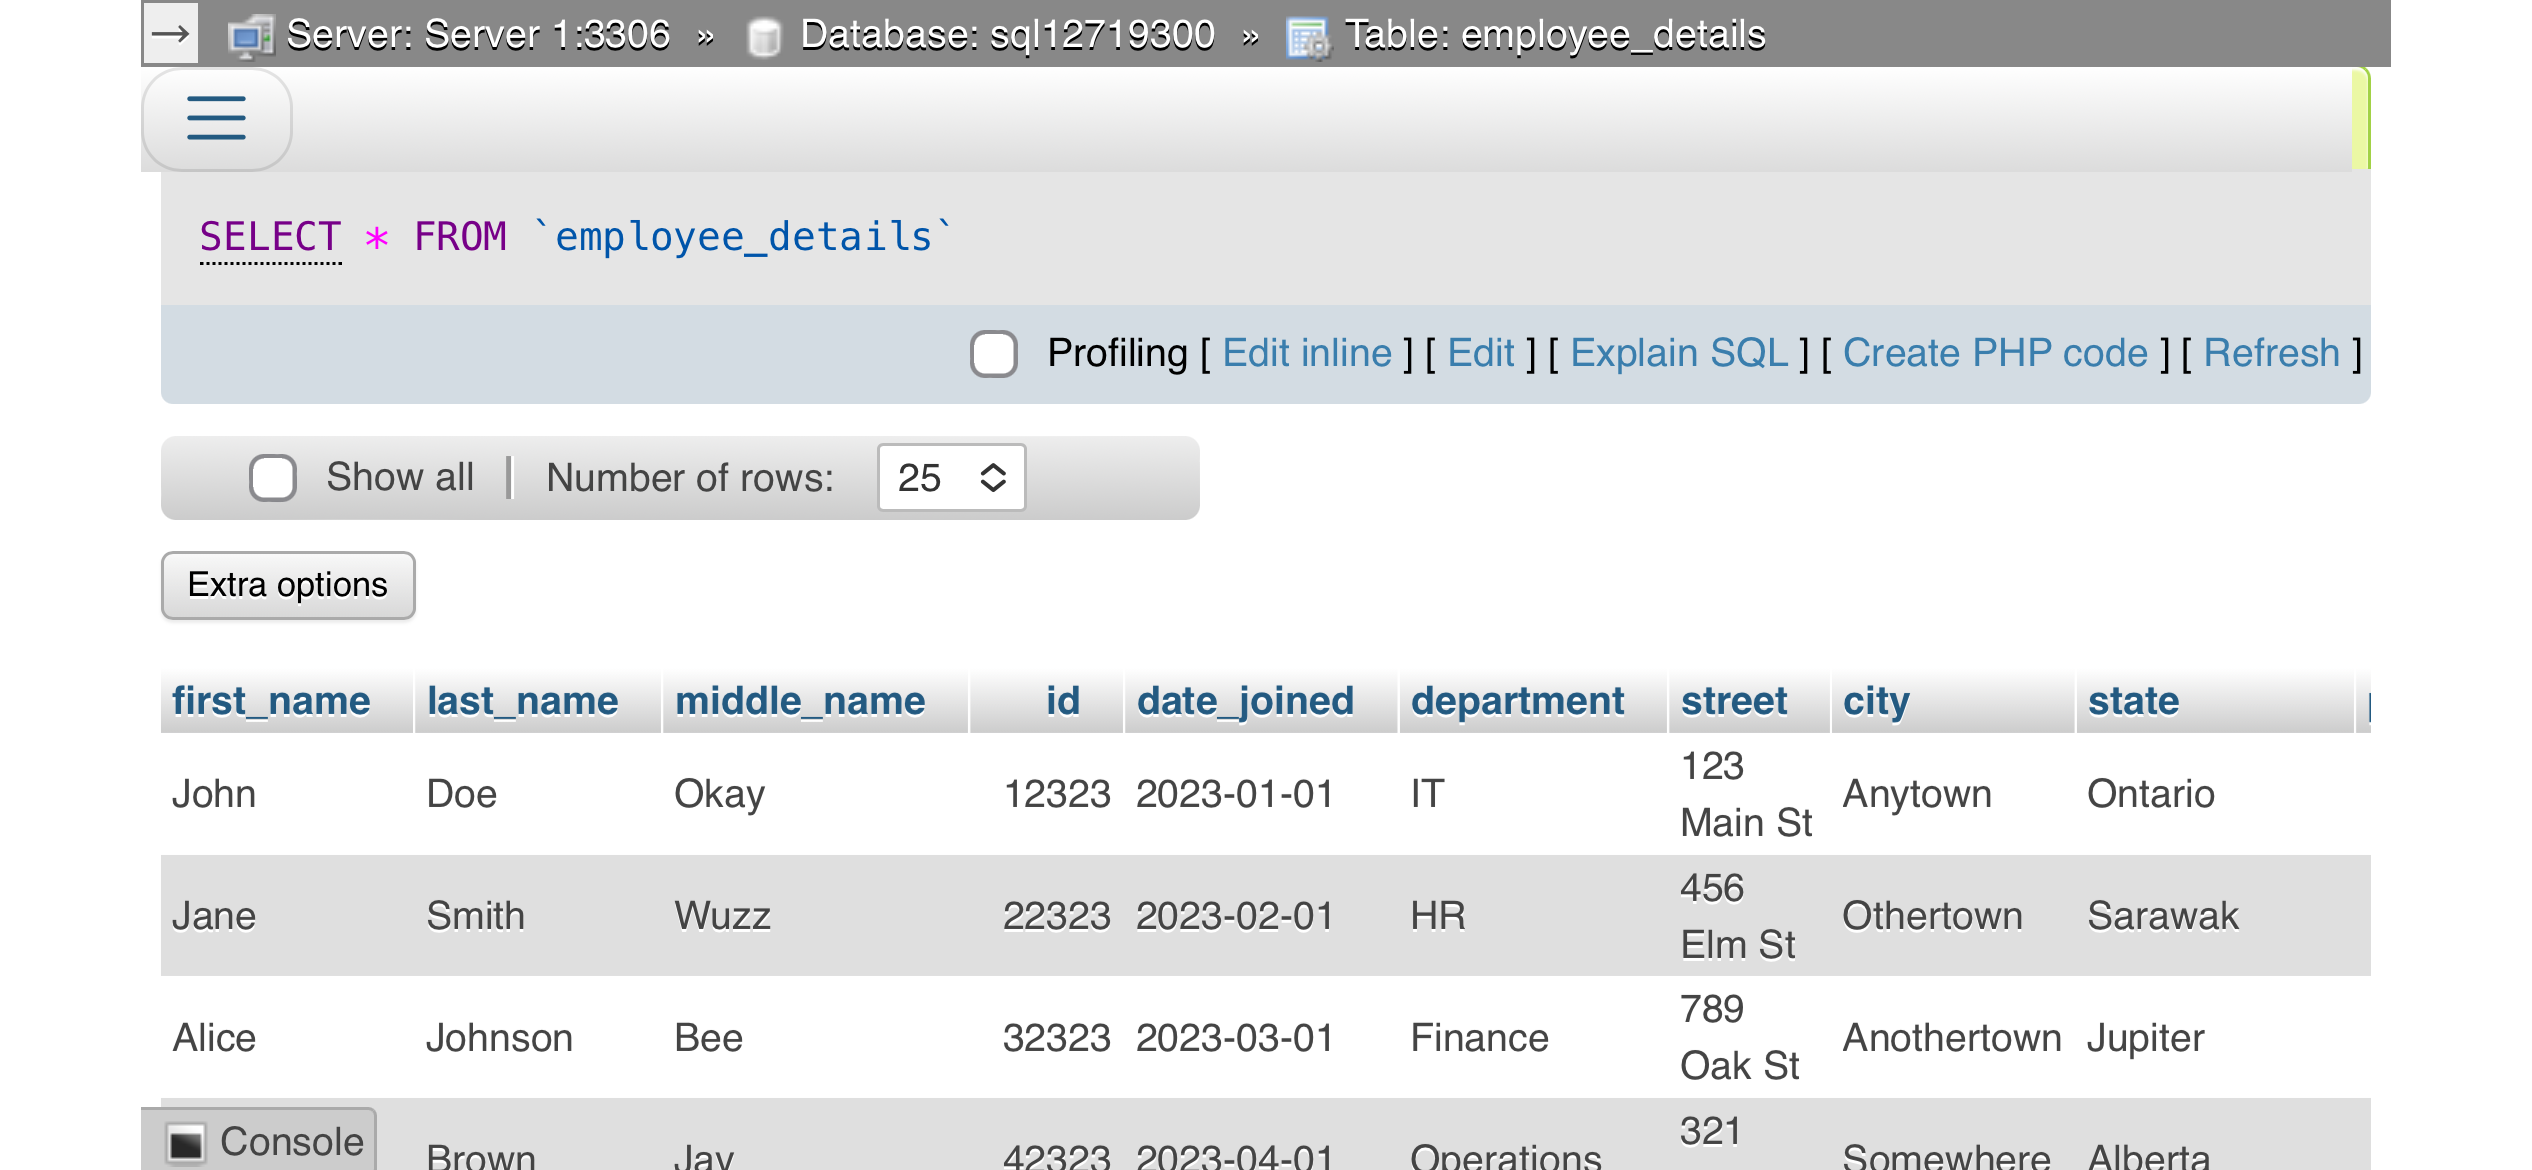 → Server: Server 1:3306 » Database: sql12719300 » Table: employee_details
SELECT * FROM `employee_details`
Profiling [ Edit inline ] [ Edit ] [ Explain SQL ] [ Create PHP code ] [ Refresh ]
Show all | Number of rows: 25
Extra options
first_name last_name middle_name id date_joined department street city state
John Doe Okay 12323 2023-01-01 IT 123 Main St Anytown Ontario
Jane Smith Wuzz 22323 2023-02-01 HR 456 Elm St Othertown Sarawak
Alice Johnson Bee 32323 2023-03-01 Finance 789 Oak St Anothertown Jupiter
Brown Jay 42323 2023-04-01 Operations 321 Somewhere Alberta
Console